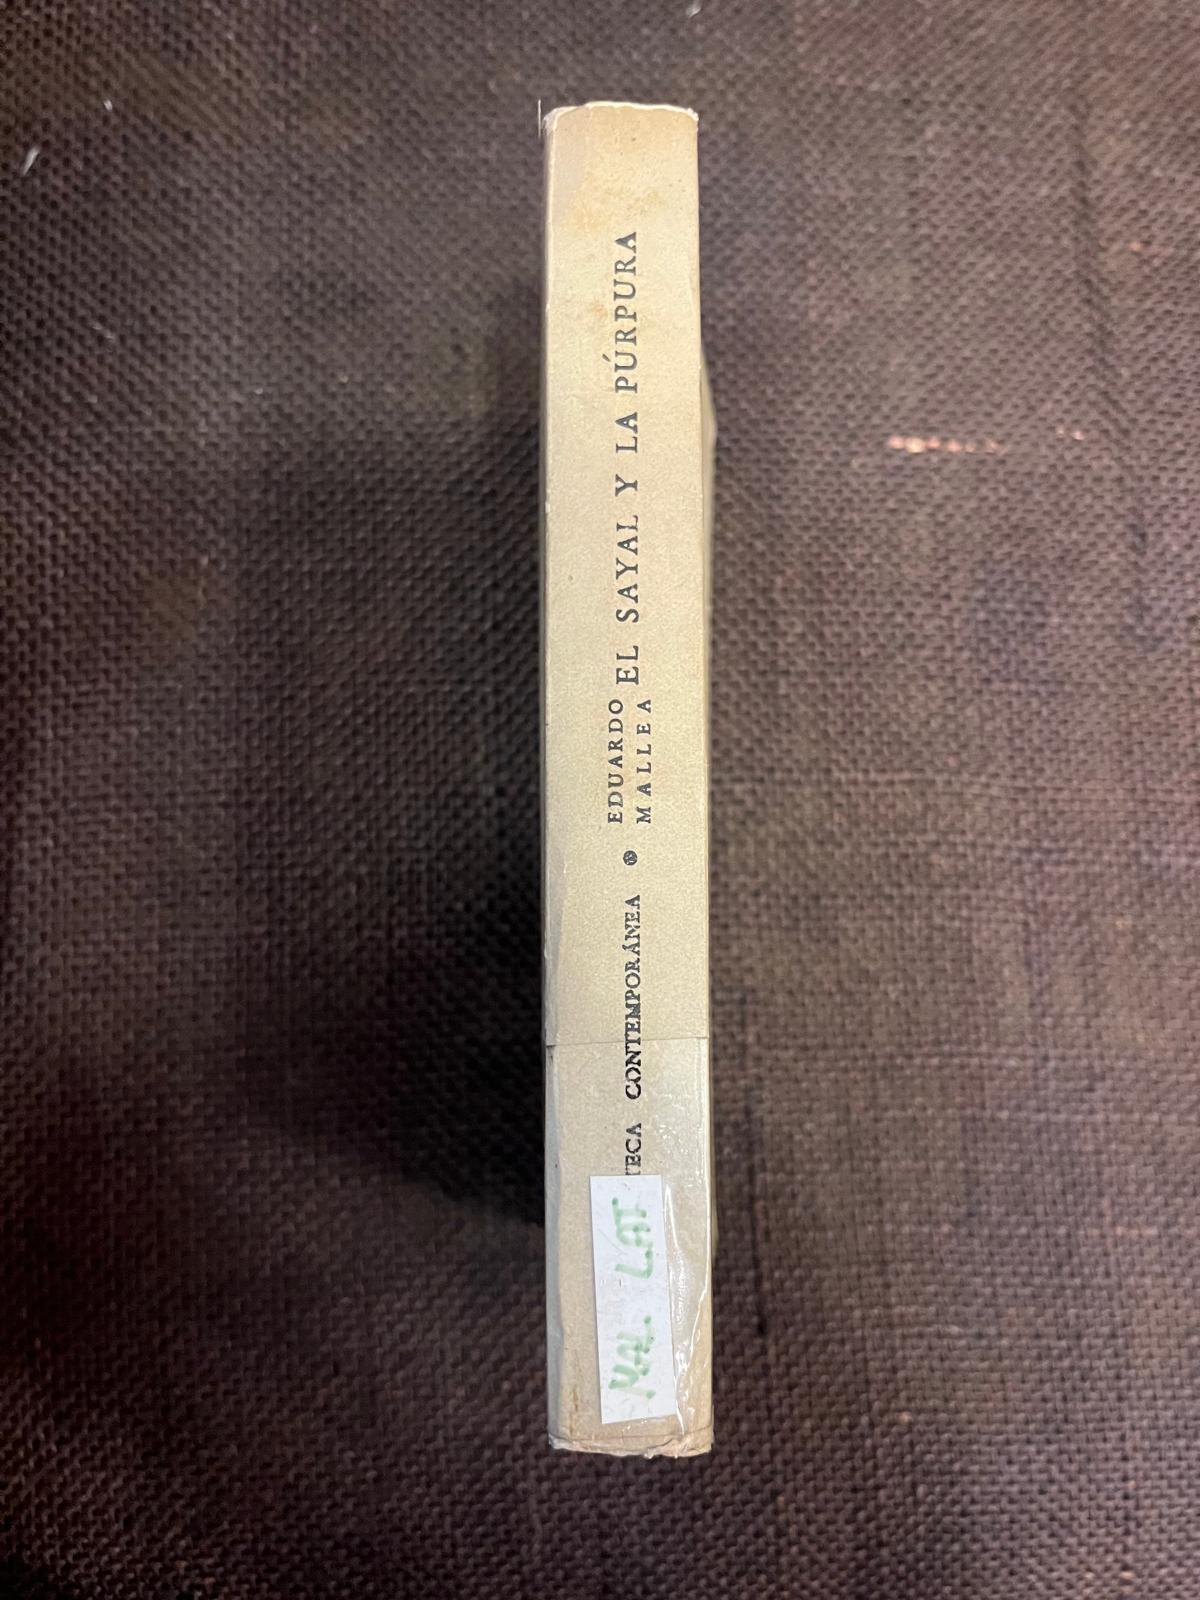 TECA CONTEMPORÁNEA
EDUARDO
MALLEA
EL SAYAL Y LA PÚRPURA
MAL. LAT